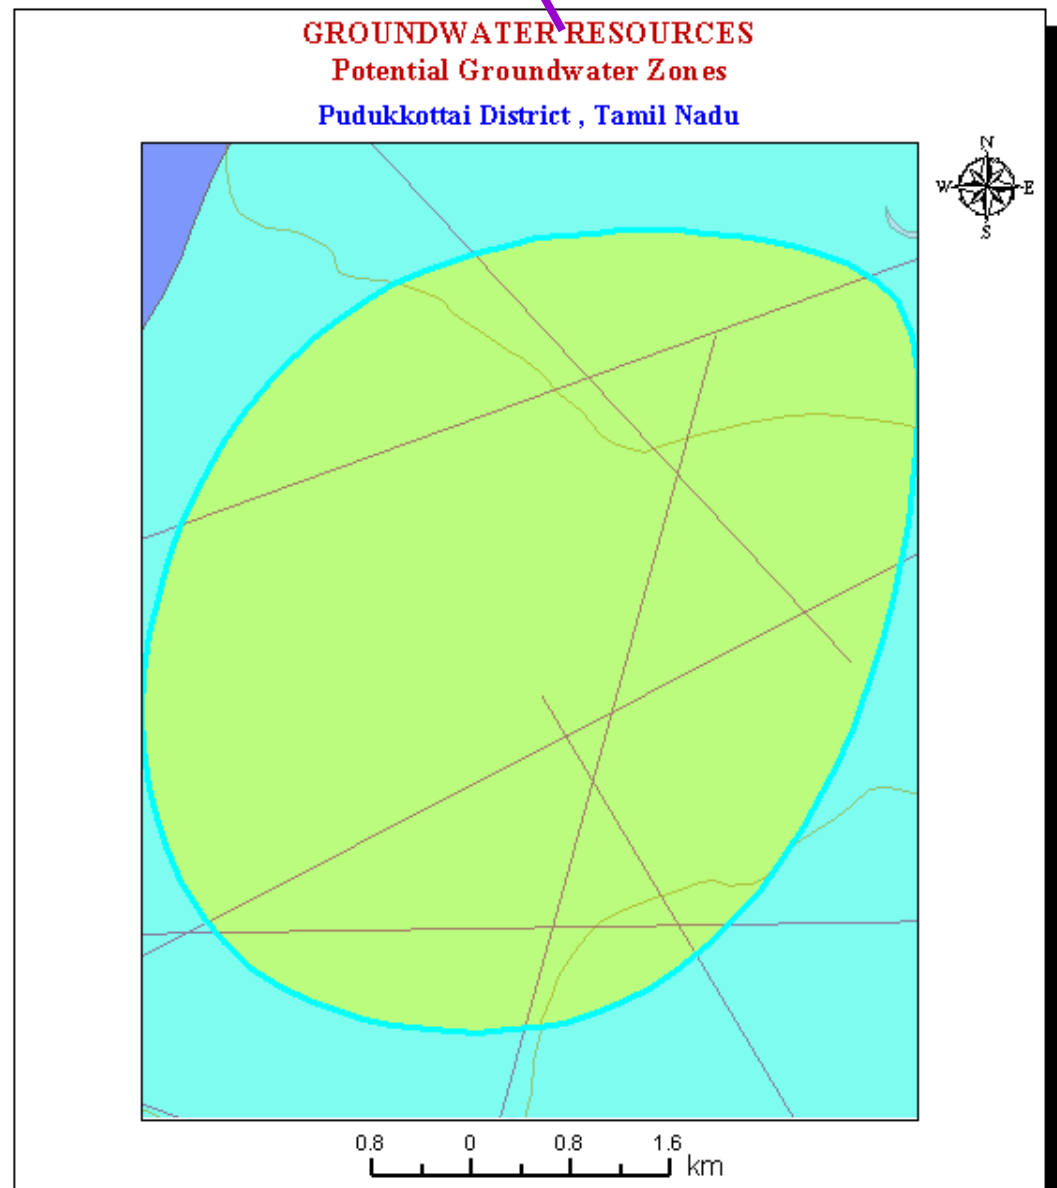 GROUNDWATER RESOURCES
Potential Groundwater Zones
Pudukkottai District , Tamil Nadu
N
W E
S
0.8 0 0.8 1.6
km